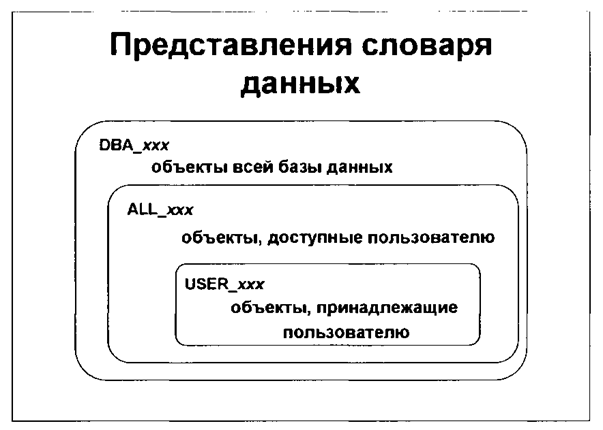 Представления словаря
данных
DBA_xxx
объекты всей базы данных
ALL_xxx
объекты, доступные пользователю
USER_xxx
объекты, принадлежащие
пользователю